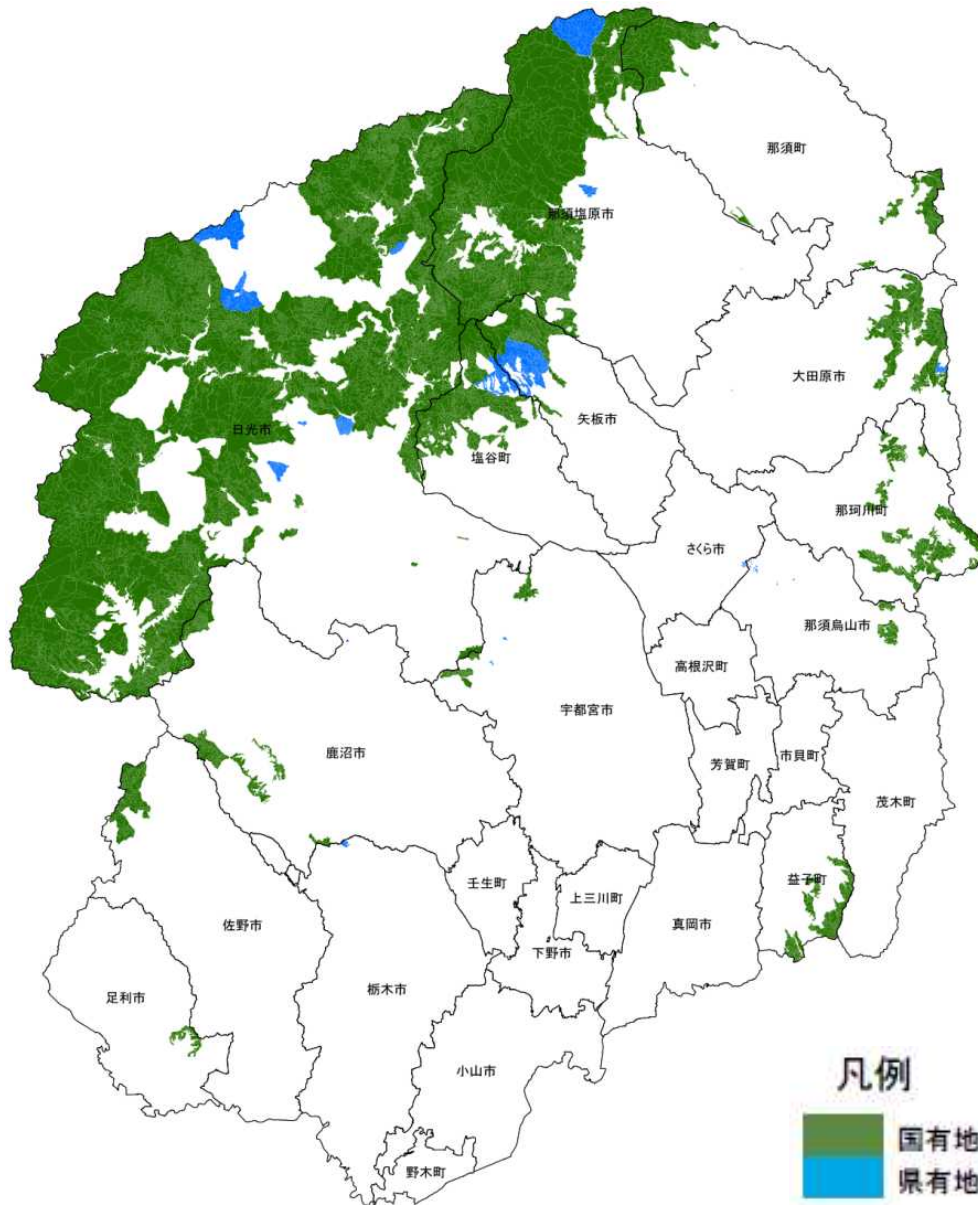 那須町
那須塩原市
大田原市
矢板市
日光市
塩谷町
那珂川町
さくら市
那須烏山市
高根沢町
宇都宮市
鹿沼市
芳賀町
市貝町
茂木町
益子町
壬生町
上三川町
佐野市
真岡市
下野市
栃木市
足利市
小山市
野木町
凡例
国有地
県有地